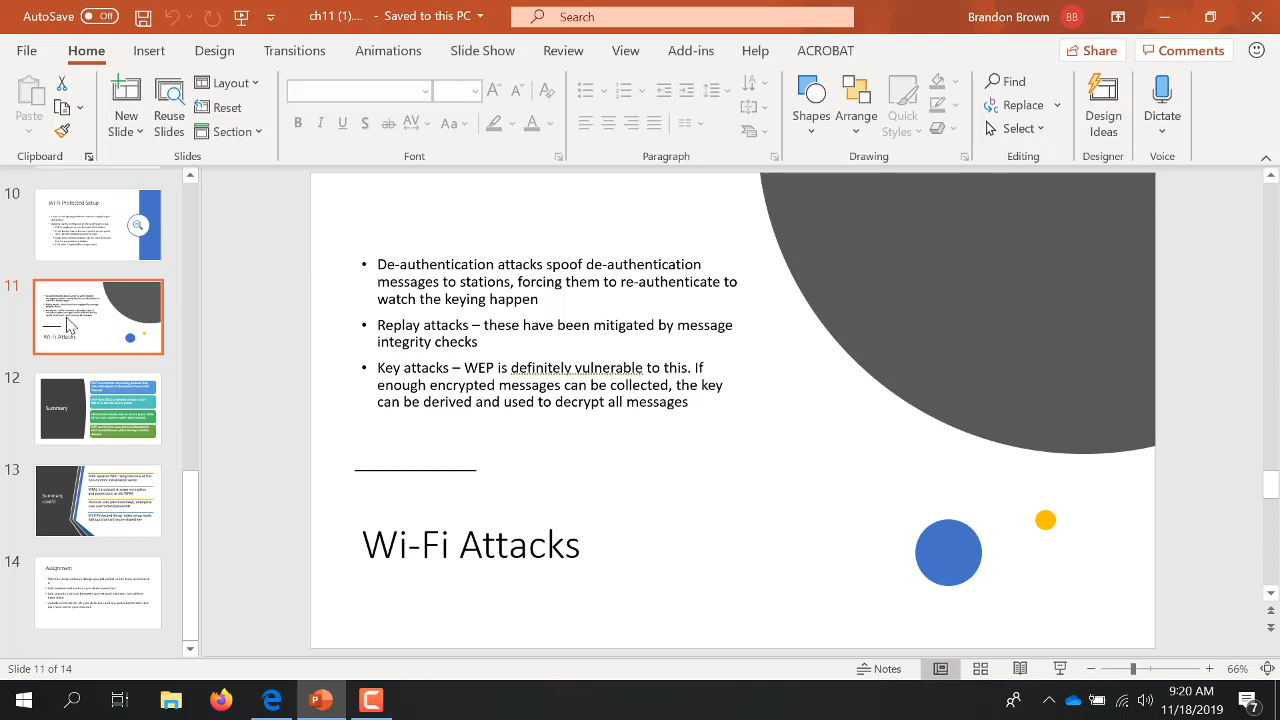 AutoSave Off ch11 (1).... - Saved to this PC Search Brandon Brown BB
File Home Insert Design Transitions Animations Slide Show Review View Add-ins Help ACROBAT Share Comments
Paste New Slide Reuse Slides Layout Reset Section
B I U S ab AV Aa A
Shapes Arrange Quick Styles Find Replace Select Design Ideas Dictate
Clipboard Slides Font Paragraph Drawing Editing Designer Voice
10
Wi-Fi Protected Setup
11
Wi-Fi Attacks
12
Summary
13
Summary,
cont'd
14
Assignment
• De-authentication attacks spoof de-authentication
messages to stations, forcing them to re-authenticate to
watch the keying happen
• Replay attacks – these have been mitigated by message
integrity checks
• Key attacks – WEP is definitely vulnerable to this. If
enough encrypted messages can be collected, the key
can be derived and used to decrypt all messages
Wi-Fi Attacks
Slide 11 of 14 Notes 66%
9:20 AM
11/18/2019
7